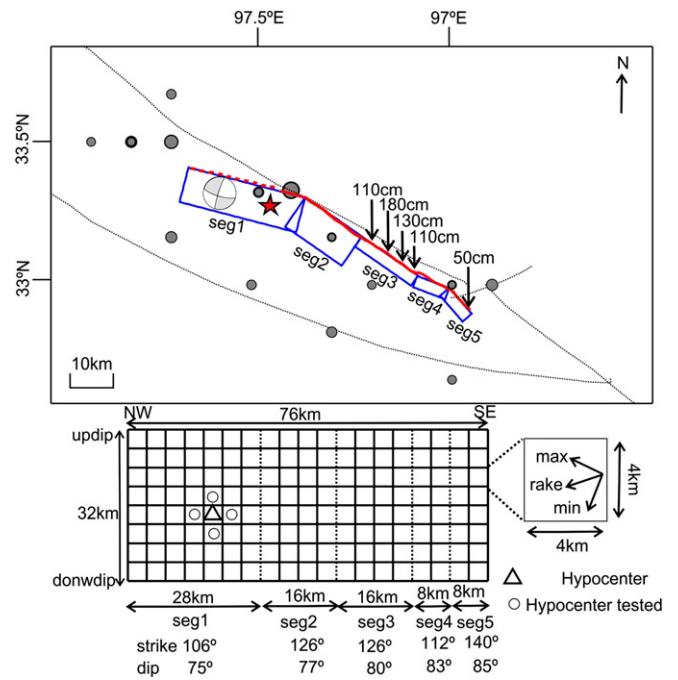 97.5ºE 97ºE
N
33.5ºN
110cm
180cm
130cm
110cm
50cm
seg1
seg2
seg3
seg4
seg5
33ºN
10km
NW 76km SE
updip
32km
donwdip
max
rake
min
4km
4km
28km 16km 16km 8km 8km
seg1 seg2 seg3 seg4 seg5
strike 106º 126º 126º 112º 140º
dip 75º 77º 80º 83º 85º
Hypocenter
Hypocenter tested